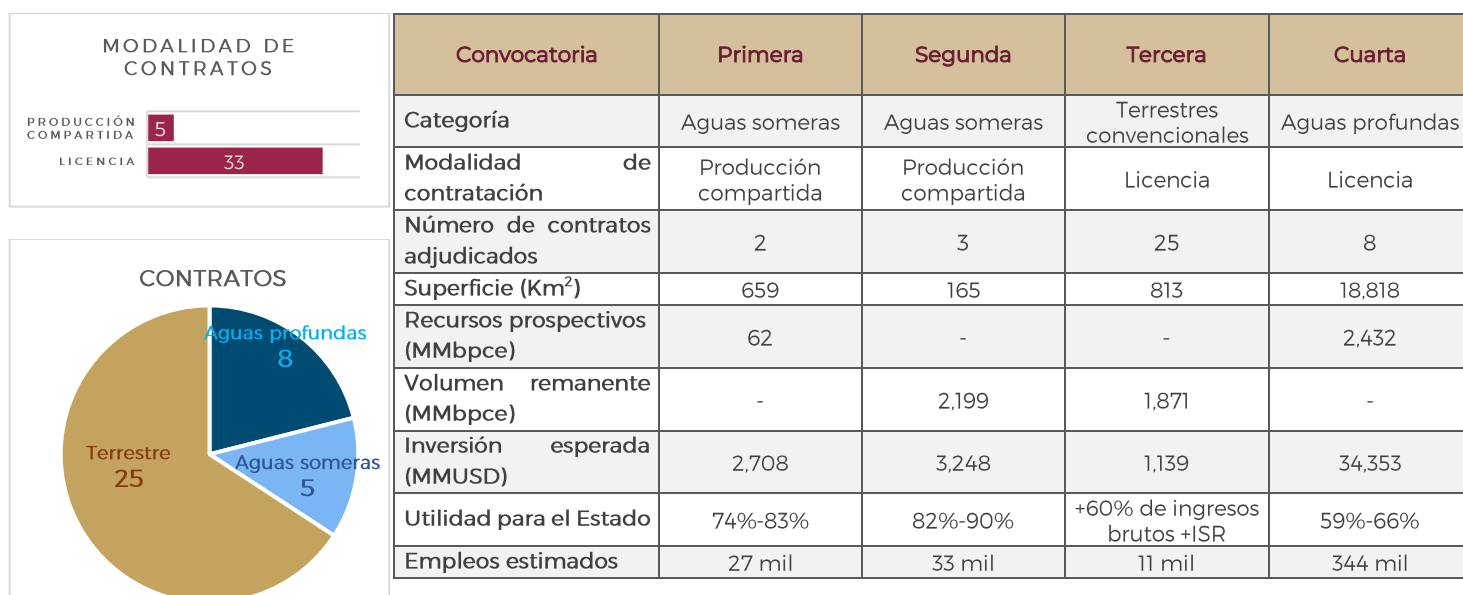 MODALIDAD DE
CONTRATOS
PRODUCCIÓN
COMPARTIDA
5
LICENCIA
33
CONTRATOS
Aguas profundas
8
Terrestre
25
Aguas someras
5
Convocatoria Primera Segunda Tercera Cuarta
Categoría Aguas someras Aguas someras Terrestres convencionales Aguas profundas
Modalidad de
contratación
Producción
compartida
Producción
compartida
Licencia Licencia
Número de contratos
adjudicados
2 3 25 8
Superficie (Km²) 659 165 813 18,818
Recursos prospectivos
(MMbpce)
62 - - 2,432
Volumen remanente
(MMbpce)
- 2,199 1,871 -
Inversión esperada
(MMUSD)
2,708 3,248 1,139 34,353
Utilidad para el Estado 74%-83% 82%-90% +60% de ingresos brutos +ISR 59%-66%
Empleos estimados 27 mil 33 mil 11 mil 344 mil